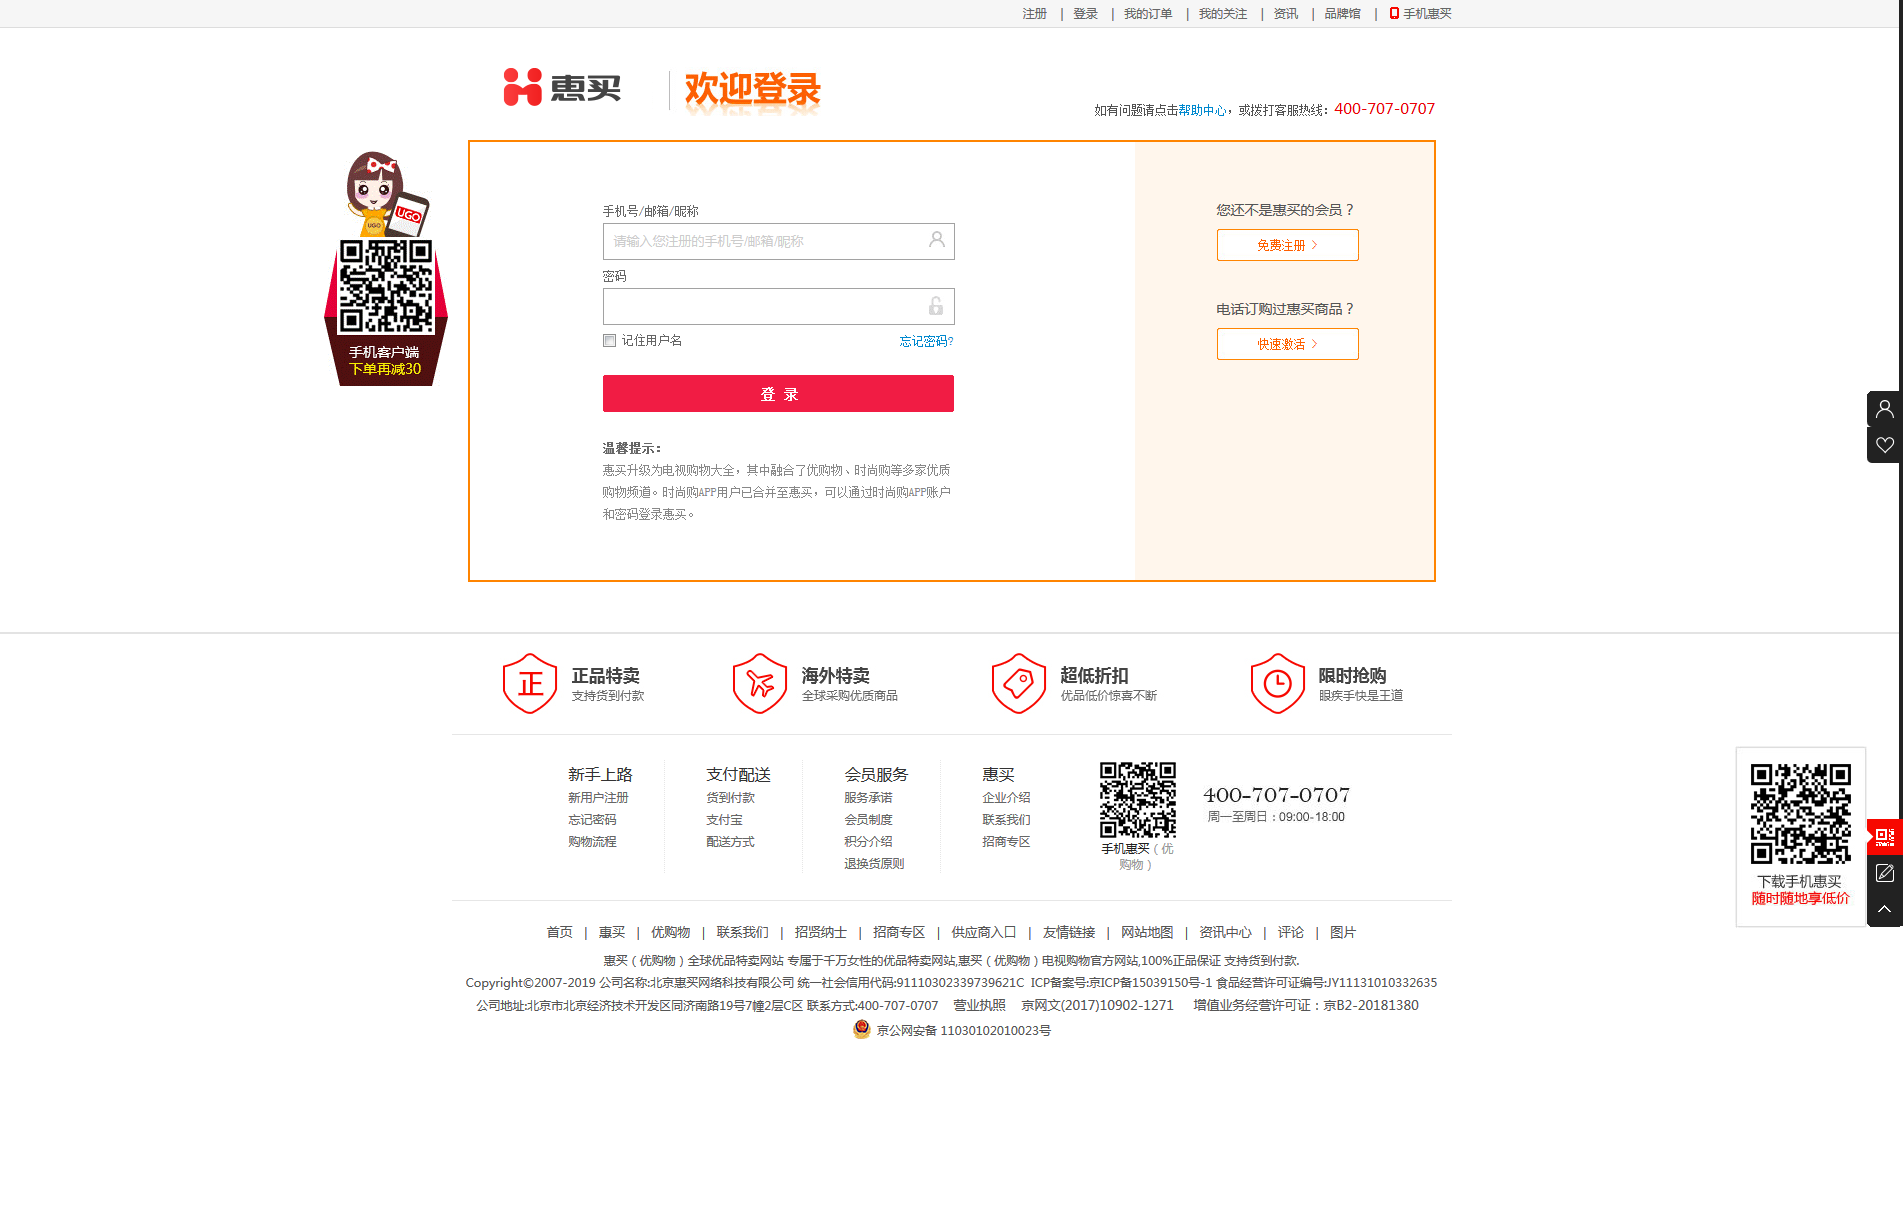 注册 | 登录 | 我的订单 | 我的关注 | 资讯 | 品牌馆 | 手机惠买
惠买 欢迎登录
如有问题请点击帮助中心，或拨打客服热线：400-707-0707
UGO
UGO
手机客户端
下单再减30
手机号/邮箱/昵称
请输入您注册的手机号/邮箱/昵称
密码
记住用户名 忘记密码?
登 录
温馨提示：
惠买升级为电视购物大全，其中融合了优购物、时尚购等多家优质
购物频道。时尚购APP用户已合并至惠买，可以通过时尚购APP账户
和密码登录惠买。
您还不是惠买的会员？
免费注册 >
电话订购过惠买商品？
快速激活 >
正 正品特卖
支持货到付款
海外特卖
全球采购优质商品
超低折扣
优品低价惊喜不断
限时抢购
眼疾手快是王道
新手上路
新用户注册
忘记密码
购物流程
支付配送
货到付款
支付宝
配送方式
会员服务
服务承诺
会员制度
积分介绍
退换货原则
惠买
企业介绍
联系我们
招商专区
手机惠买（优
购物）
400-707-0707
周一至周日：09:00-18:00
下载手机惠买
随时随地享低价
首页 | 惠买 | 优购物 | 联系我们 | 招贤纳士 | 招商专区 | 供应商入口 | 友情链接 | 网站地图 | 资讯中心 | 评论 | 图片
惠买（优购物）全球优品特卖网站 专属于千万女性的优品特卖网站,惠买（优购物）电视购物官方网站,100%正品保证 支持货到付款.
Copyright©2007-2019 公司名称:北京惠买网络科技有限公司 统一社会信用代码:91110302339739621C ICP备案号:京ICP备15039150号-1 食品经营许可证编号:JY11131010332635
公司地址:北京市北京经济技术开发区同济南路19号7幢2层C区 联系方式:400-707-0707 营业执照 京网文(2017)10902-1271 增值业务经营许可证：京B2-20181380
京公网安备 11030102010023号